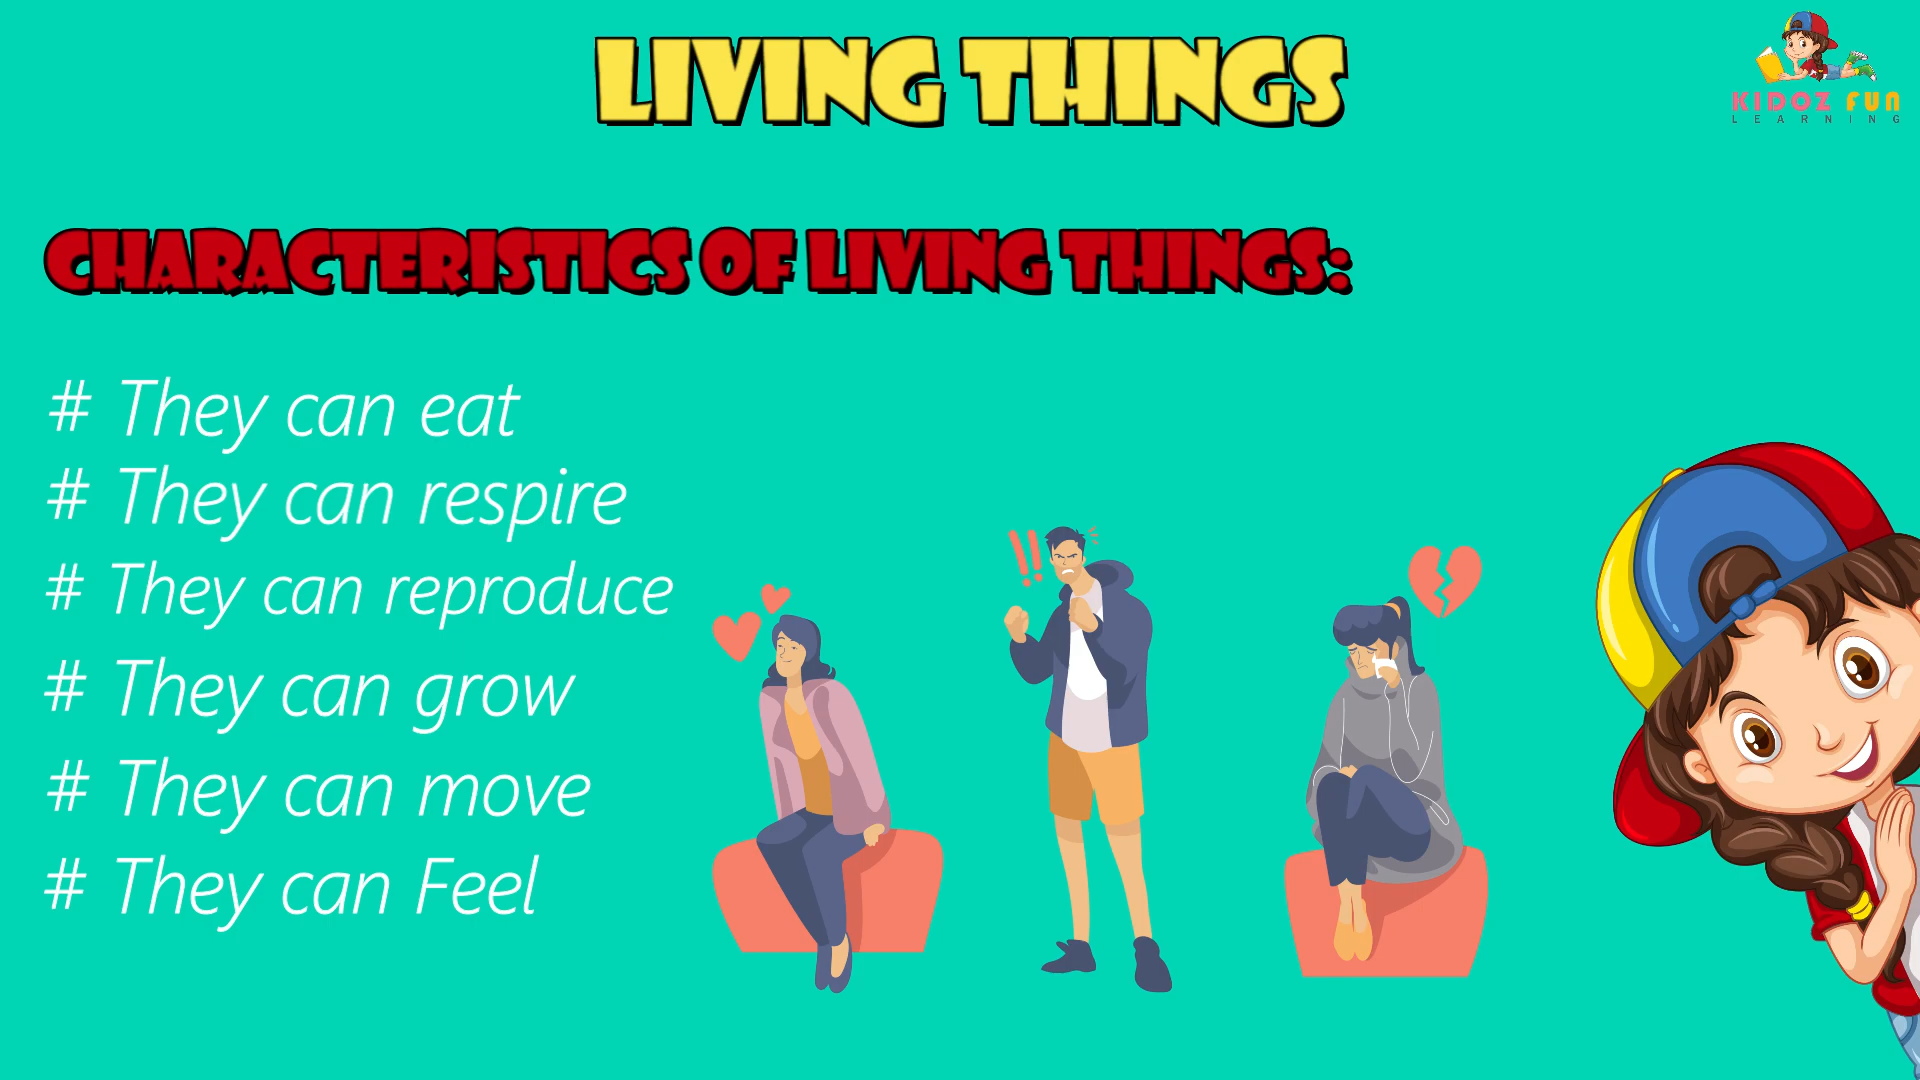 LIVING THINGS
KIDOZ FUN
LEARNING
CHARACTERISTICS OF LIVING THINGS:
# They can eat
# They can respire
# They can reproduce
# They can grow
# They can move
# They can Feel
!!